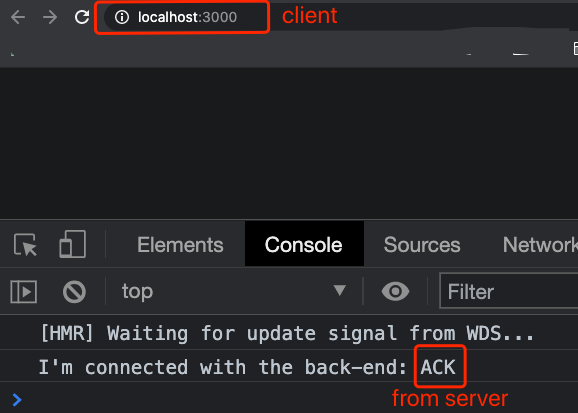 localhost:3000 client
Elements Console Sources Network
top Filter
[HMR] Waiting for update signal from WDS...
I'm connected with the back-end: ACK
from server